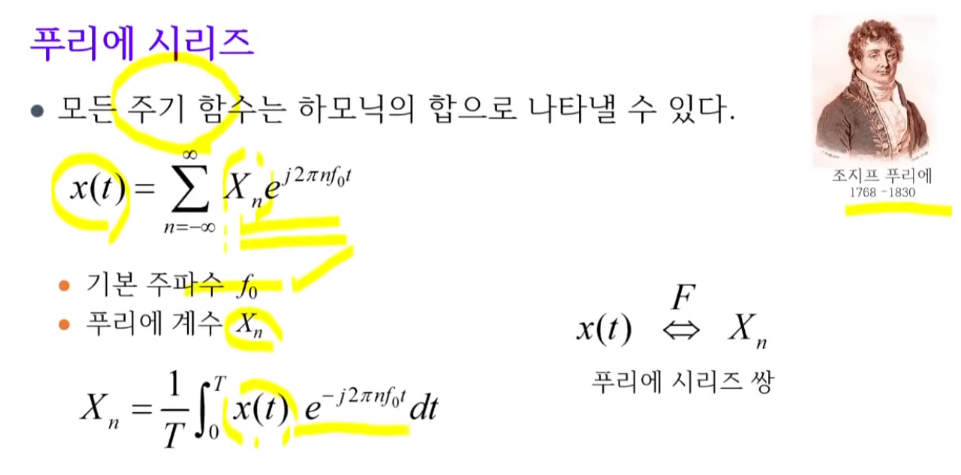 푸리에 시리즈
• 모든 주기 함수는 하모닉의 합으로 나타낼 수 있다.
x(t) = ∑_{n=-∞}^{∞} X_n e^{j2πnf_0t}
조지프 푸리에
1768 -1830
• 기본 주파수 f_0
• 푸리에 계수 X_n
x(t) ⇔^F X_n
푸리에 시리즈 쌍
X_n = \frac{1}{T} ∫_0^T x(t) e^{-j2πnf_0t} dt